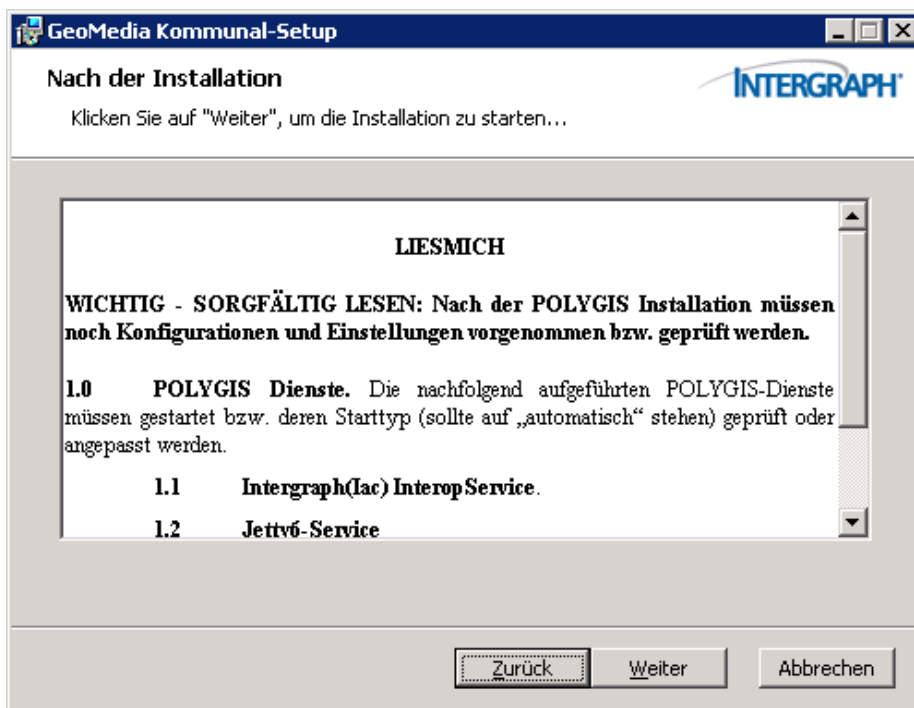 GeoMedia Kommunal-Setup
Nach der Installation
INTERGRAPH
Klicken Sie auf "Weiter", um die Installation zu starten...
LIESMICH
WICHTIG - SORGFÄLTIG LESEN: Nach der POLYGIS Installation müssen
noch Konfigurationen und Einstellungen vorgenommen bzw. geprüft werden.
1.0 POLYGIS Dienste. Die nachfolgend aufgeführten POLYGIS-Dienste
müssen gestartet bzw. deren Starttyp (sollte auf „automatisch“ stehen) geprüft oder
angepasst werden.
1.1 Intergraph(Iac) InteropService.
1.2 Jettyv6-Service
Zurück Weiter Abbrechen